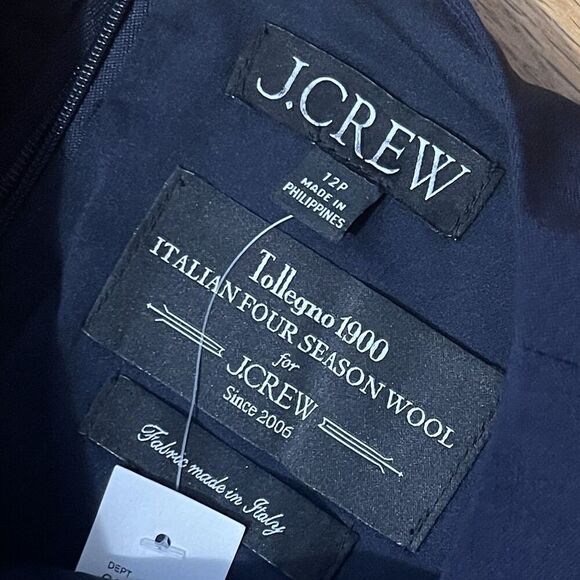 J.CREW
12P
MADE IN
PHILIPPINES
Tollegno 1900
ITALIAN FOUR SEASON WOOL
for
J.CREW
Since 2006
Fabric made in Italy
DEPT